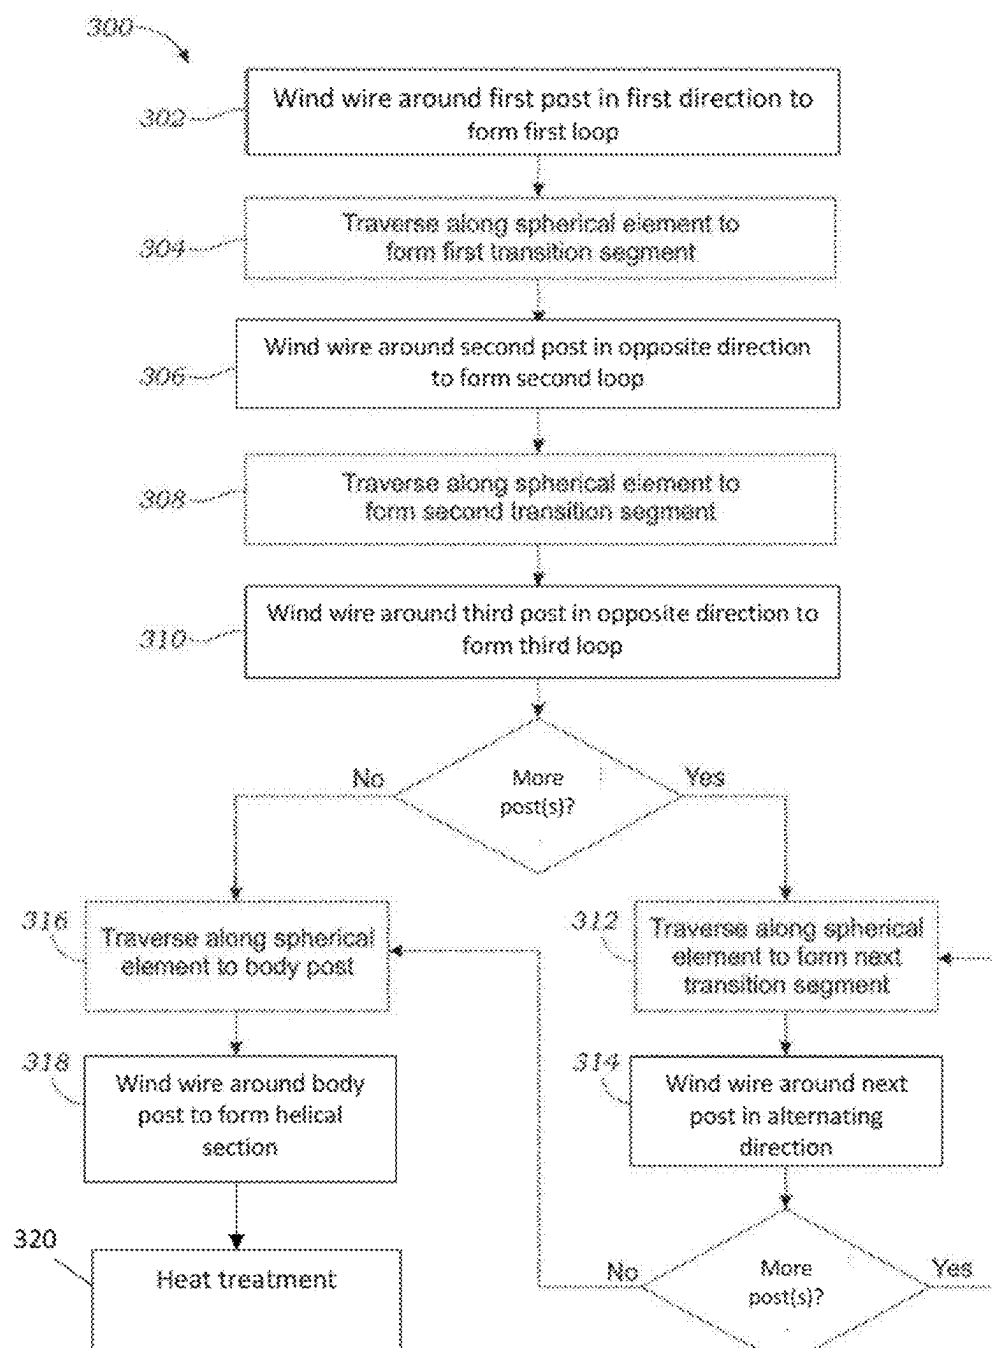 300
302
Wind wire around first post in first direction to
form first loop
304
Traverse along spherical element to
form first transition segment
306
Wind wire around second post in opposite direction
to form second loop
308
Traverse along spherical element to
form second transition segment
310
Wind wire around third post in opposite direction to
form third loop
No
More
post(s)?
Yes
316
Traverse along spherical
element to body post
312
Traverse along spherical
element to form next
transition segment
318
Wind wire around body
post to form helical
section
314
Wind wire around next
post in alternating
direction
320
Heat treatment
No
More
post(s)?
Yes